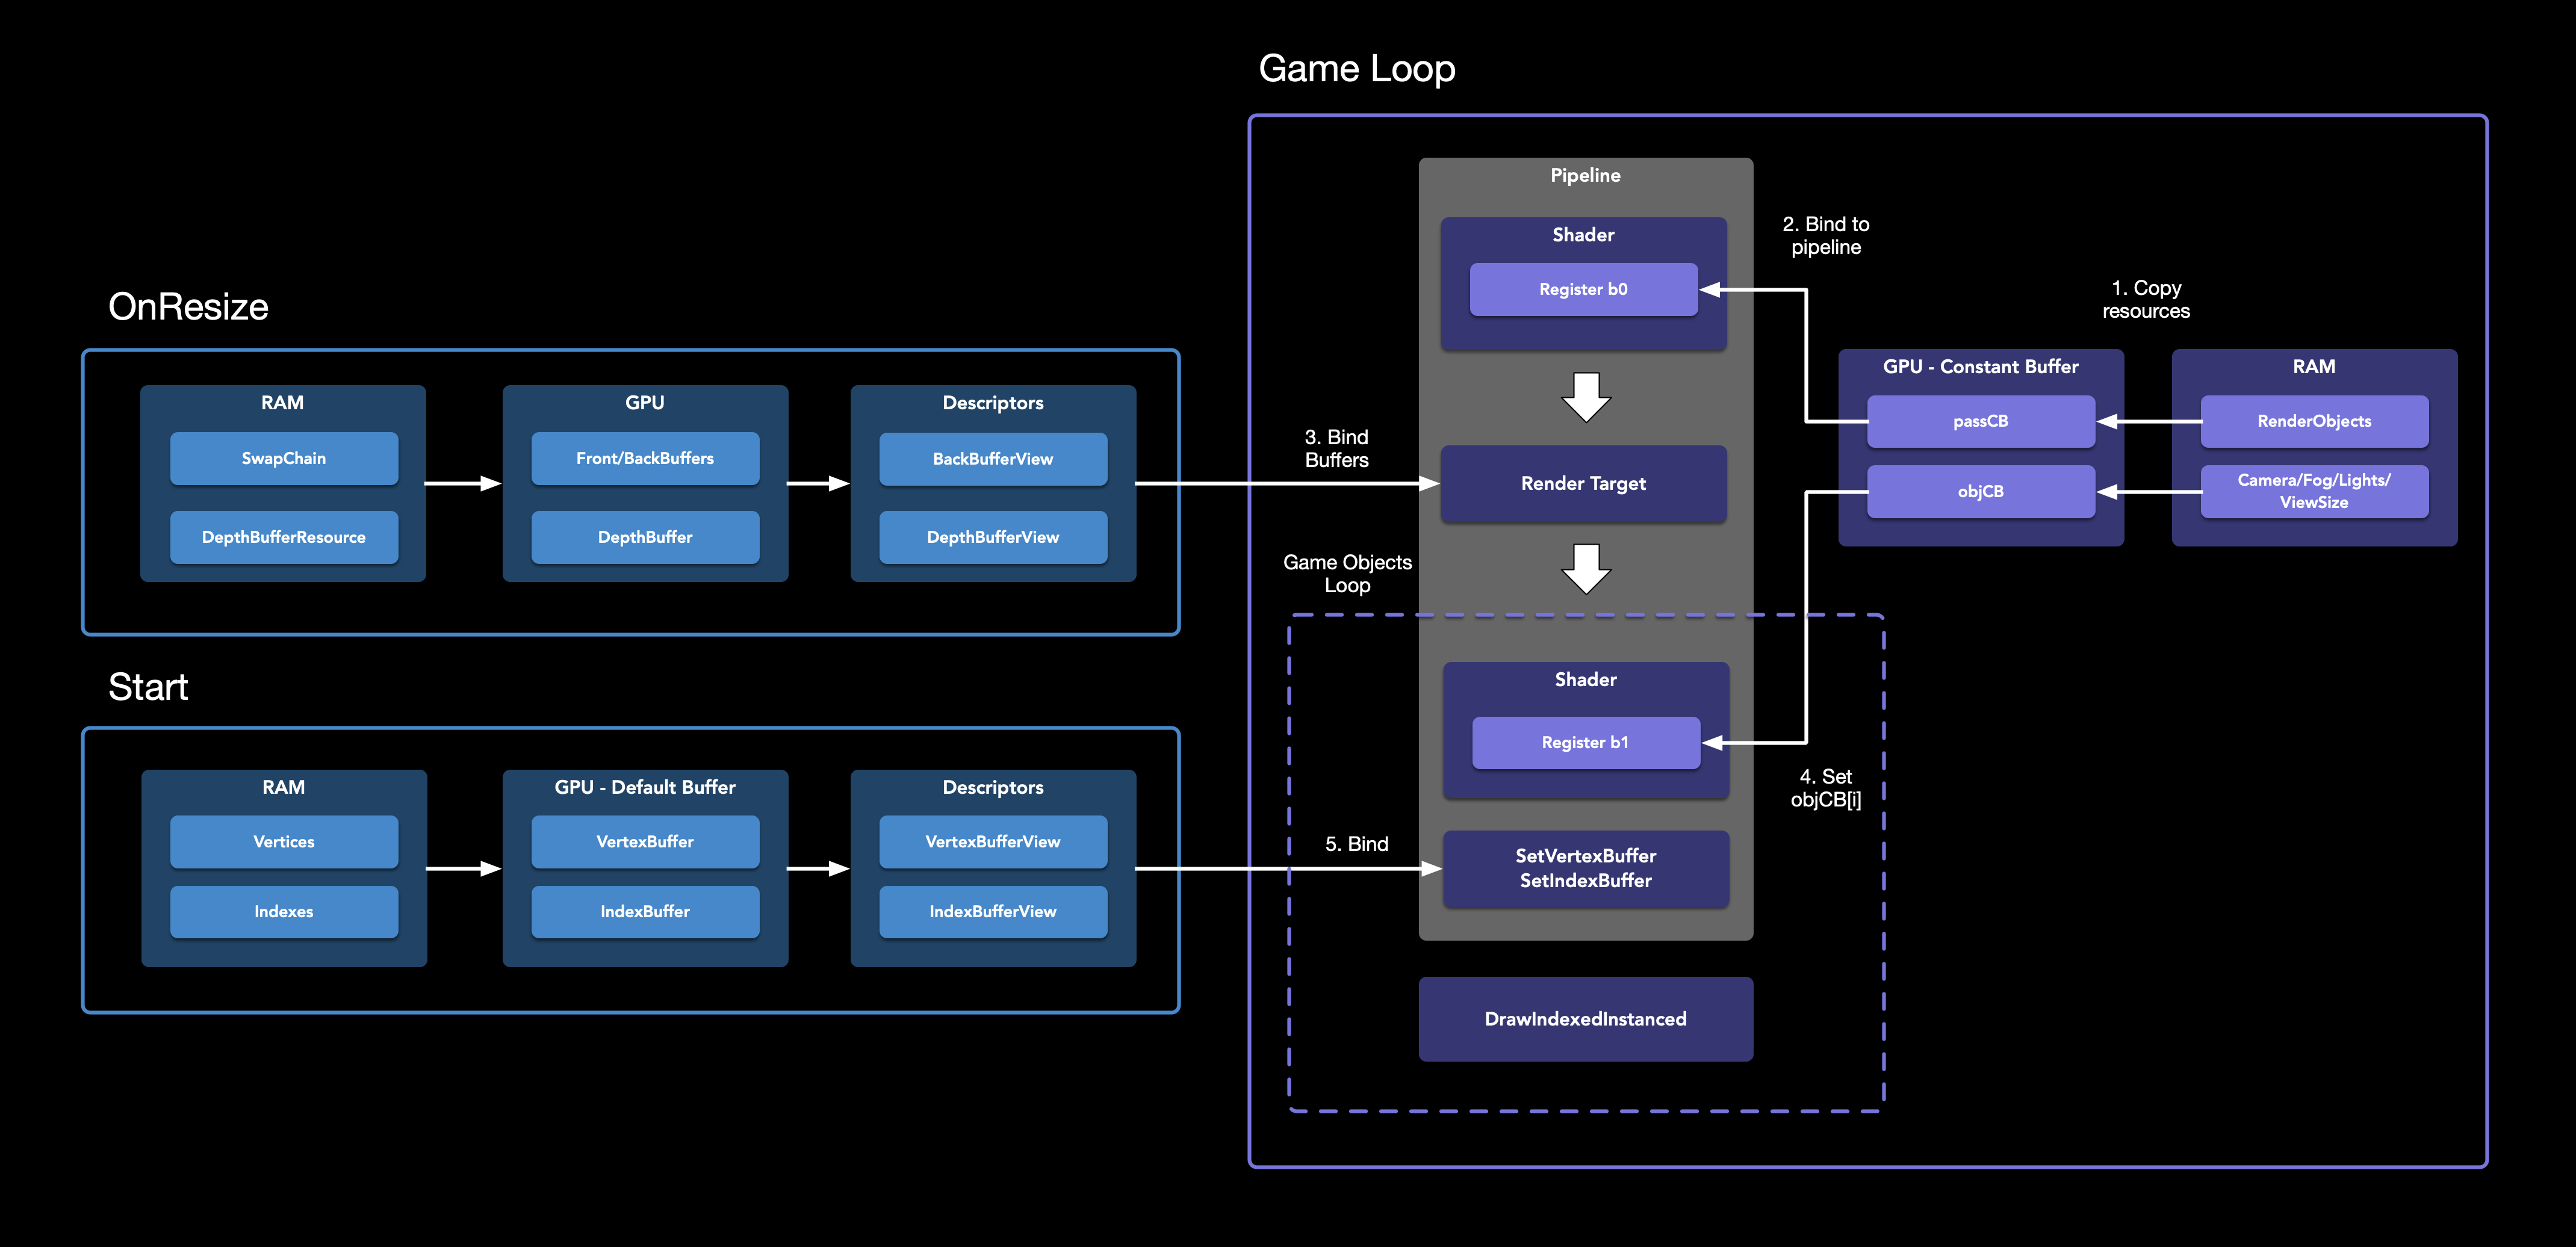 Game Loop
Pipeline
Shader
Register b0
2. Bind to
pipeline
1. Copy
resources
GPU - Constant Buffer
passCB
objCB
RAM
RenderObjects
Camera/Fog/Lights/
ViewSize
OnResize
RAM
SwapChain
DepthBufferResource
GPU
Front/BackBuffers
DepthBuffer
Descriptors
BackBufferView
DepthBufferView
3. Bind
Buffers
Render Target
Game Objects
Loop
Shader
Register b1
4. Set
objCB[i]
Start
RAM
Vertices
Indexes
GPU - Default Buffer
VertexBuffer
IndexBuffer
Descriptors
VertexBufferView
IndexBufferView
5. Bind
SetVertexBuffer
SetIndexBuffer
DrawIndexedInstanced